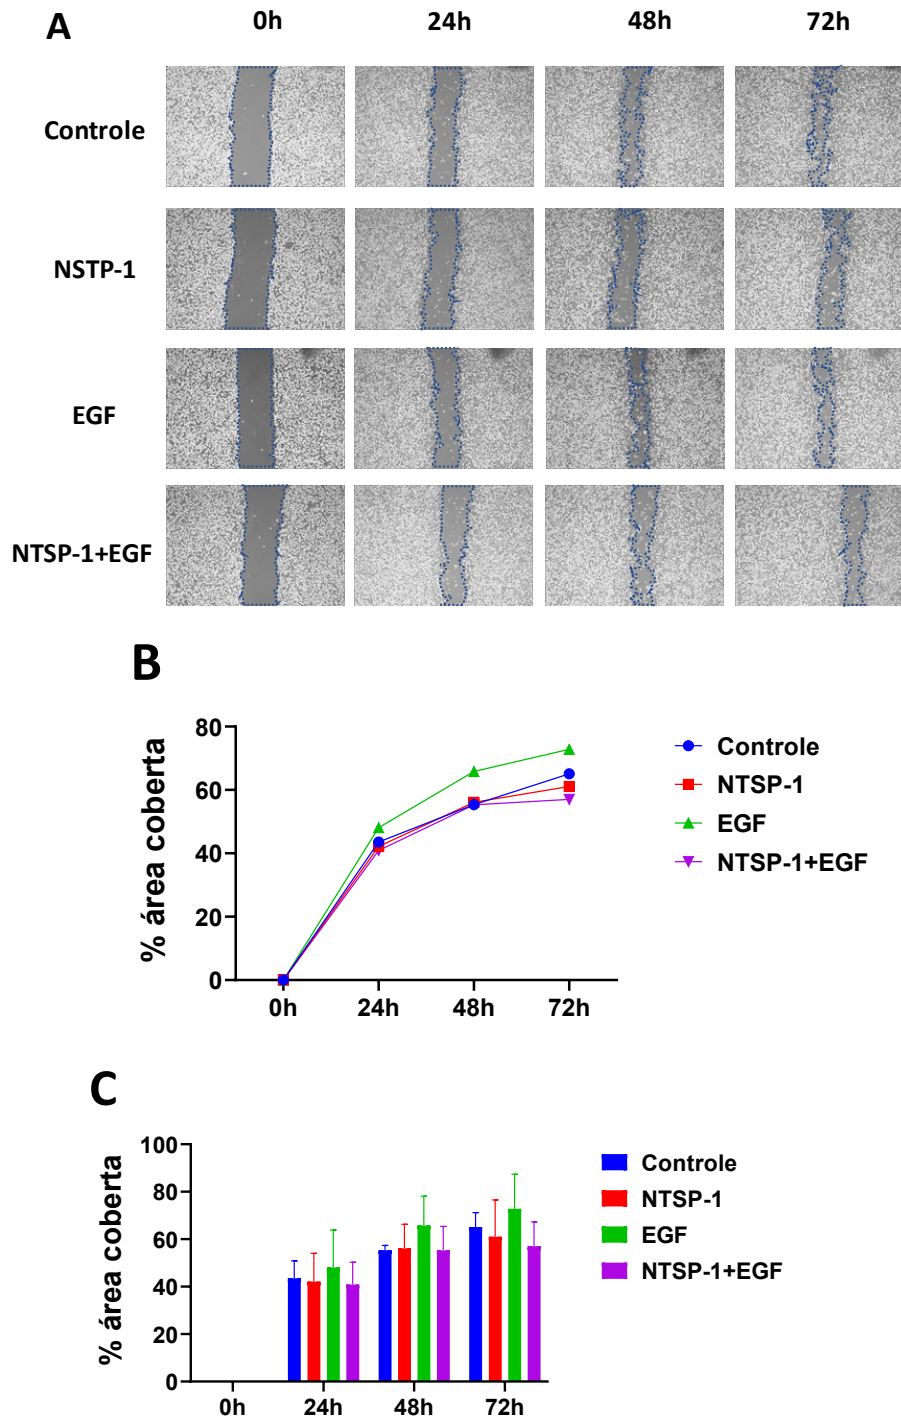 A
0h 24h 48h 72h
Controle
NSTP-1
EGF
NTSP-1+EGF
B
% área coberta
80
60
40
20
0
0h 24h 48h 72h
Controle
NTSP-1
EGF
NTSP-1+EGF
C
% área coberta
100
80
60
40
20
0
0h 24h 48h 72h
Controle
NTSP-1
EGF
NTSP-1+EGF